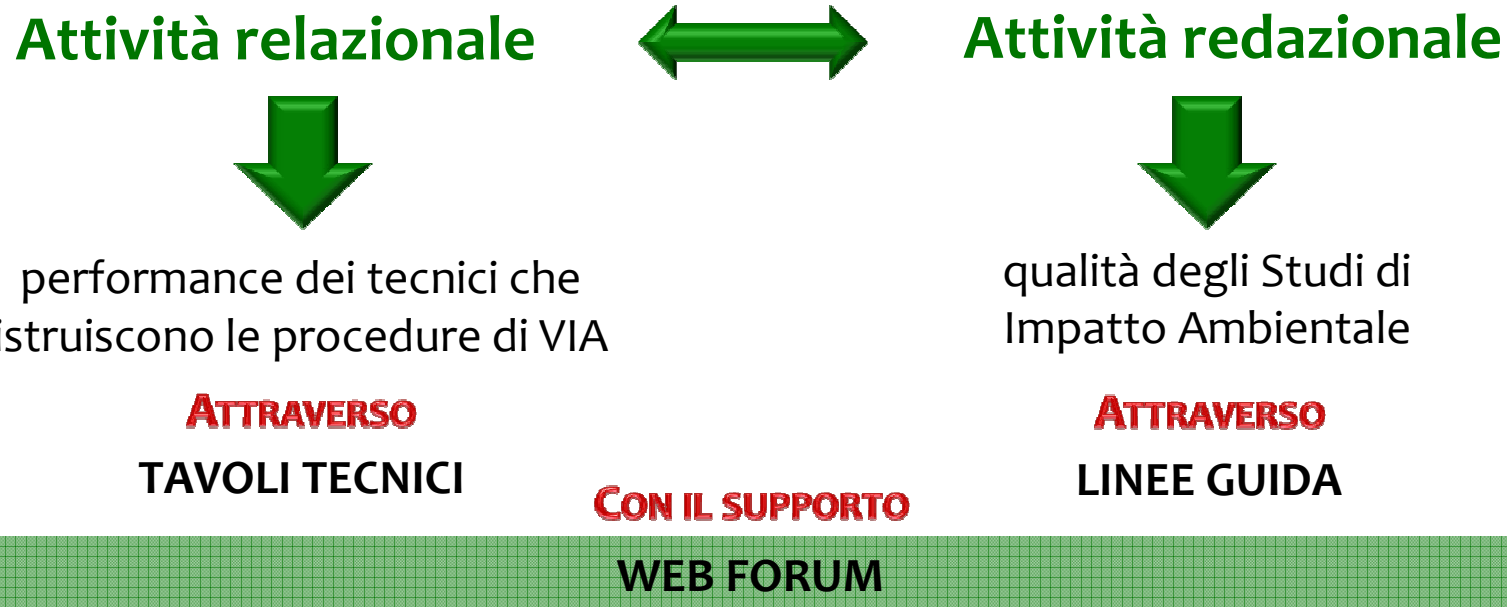 Attività relazionale
performance dei tecnici che
istruiscono le procedure di VIA
ATTRAVERSO
TAVOLI TECNICI
Attività redazionale
qualità degli Studi di
Impatto Ambientale
ATTRAVERSO
LINEE GUIDA
CON IL SUPPORTO
WEB FORUM